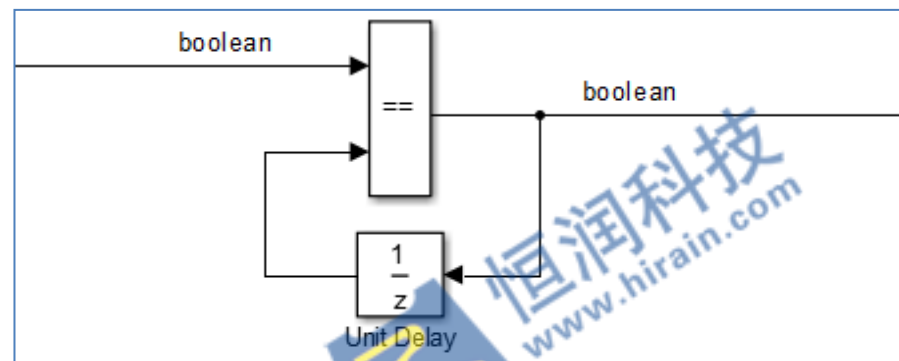 boolean
==
boolean
1
z
Unit Delay
恒润科技
www.hirain.com